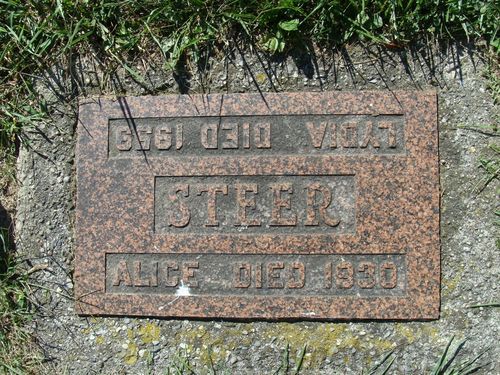 LYDIA DIED
STEER
ALICE DIED 1930